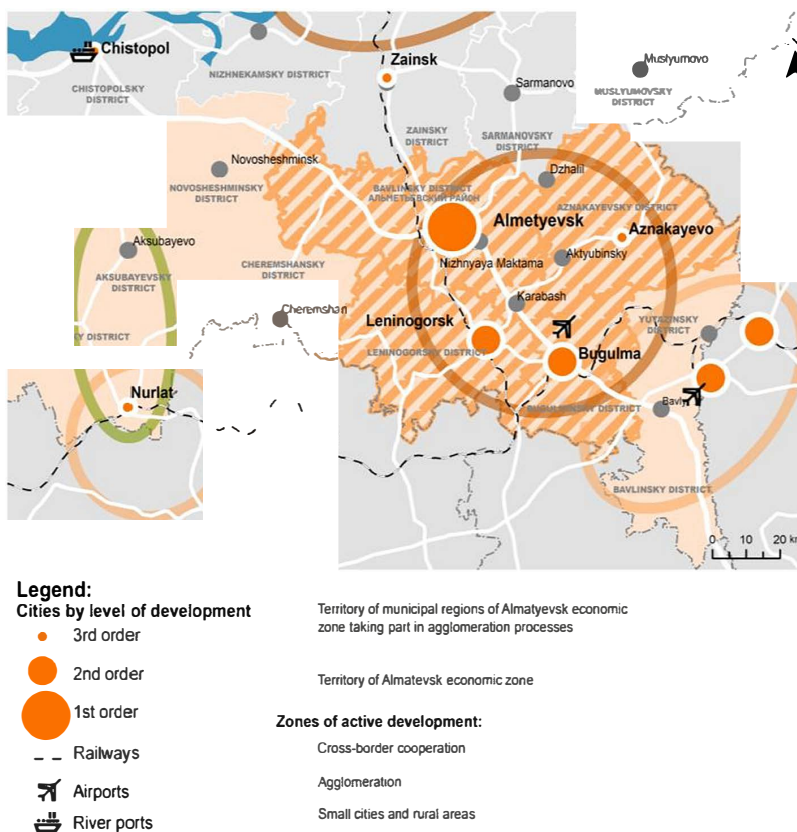 Chistopol
NIZHNEKAMSKY DISTRICT
CHISTOPOLSKY
DISTRICT
Zainsk
Sarmanovo
Muslyumovo
MUSLYUMOVSKY
DISTRICT
ZAINSKY
DISTRICT
SARMANOVSKY
DISTRICT
Novosheshminsk
NOVOSHESHMINSKY
DISTRICT
BAVLINSKY DISTRICT
АЛЬМЕТЬЕВСКИЙ РАЙОН
Dzhalil
AZNAKAYEVSKY DISTRICT
Almetyevsk
Aznakayevo
Aksubayevo
AKSUBAYEVSKY
DISTRICT
CHEREMSHANSKY
DISTRICT
Nizhnyaya Maktama
Aktyubinsky
Karabash
Cheremshan
KY DISTRICT
Leninogorsk
LENINOGORSKY DISTRICT
YUTAZINSKY
DISTRICT
Bugulma
Nurlat
BUGULMINSKY DISTRICT
Bavly
BAVLINSKY DISTRICT
0 10 20 km
Legend:
Cities by level of development
3rd order
2nd order
1st order
Railways
Airports
River ports
Territory of municipal regions of Almatyevsk economic
zone taking part in agglomeration processes
Territory of Almatevsk economic zone
Zones of active development:
Cross-border cooperation
Agglomeration
Small cities and rural areas